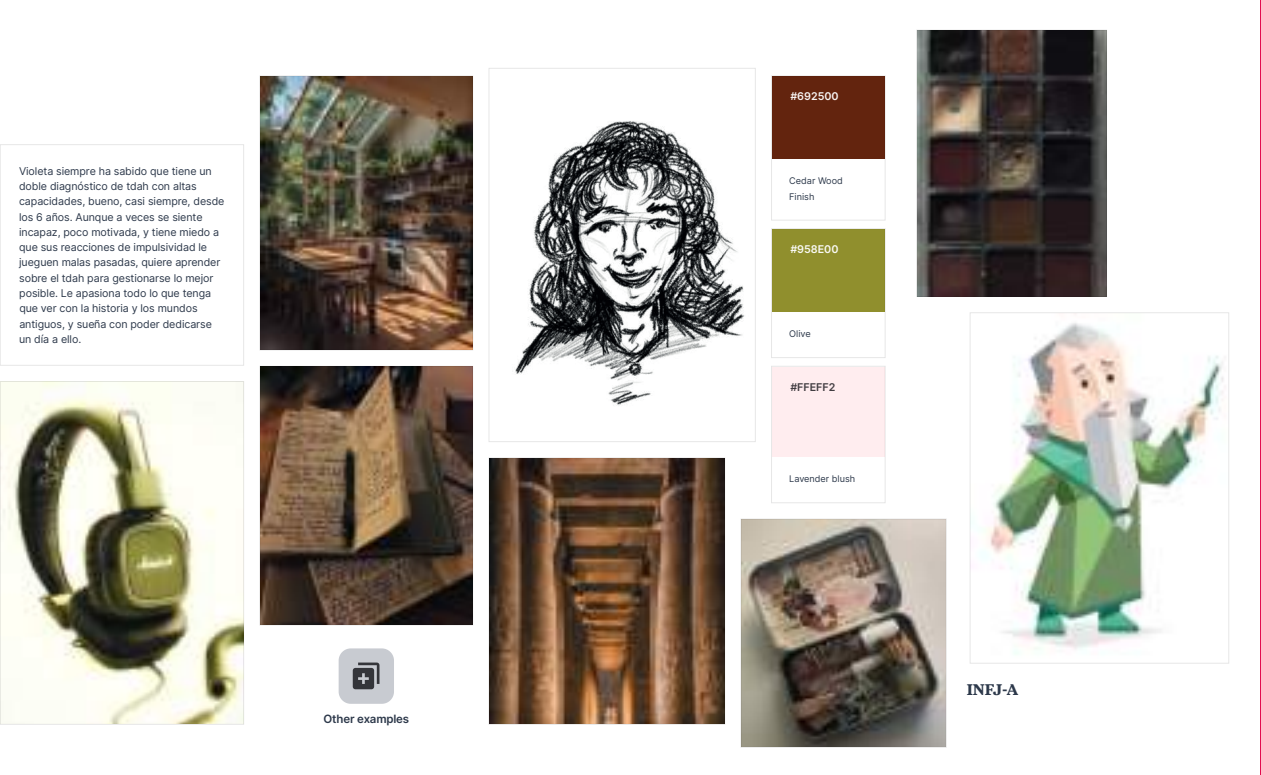 Violeta siempre ha sabido que tiene un
doble diagnóstico de tdah con altas
capacidades, bueno, casi siempre, desde
los 6 años. Aunque a veces se siente
incapaz, poco motivada, y tiene miedo a
que sus reacciones de impulsividad le
jueguen malas pasadas, quiere aprender
sobre el tdah para gestionarse lo mejor
posible. Le apasiona todo lo que tenga
que ver con la historia y los mundos
antiguos, y sueña con poder dedicarse
un día a ello.
Marshall
Other examples
#692500
Cedar Wood
Finish
#958E00
Olive
#FFEFF2
Lavender blush
INFJ-A